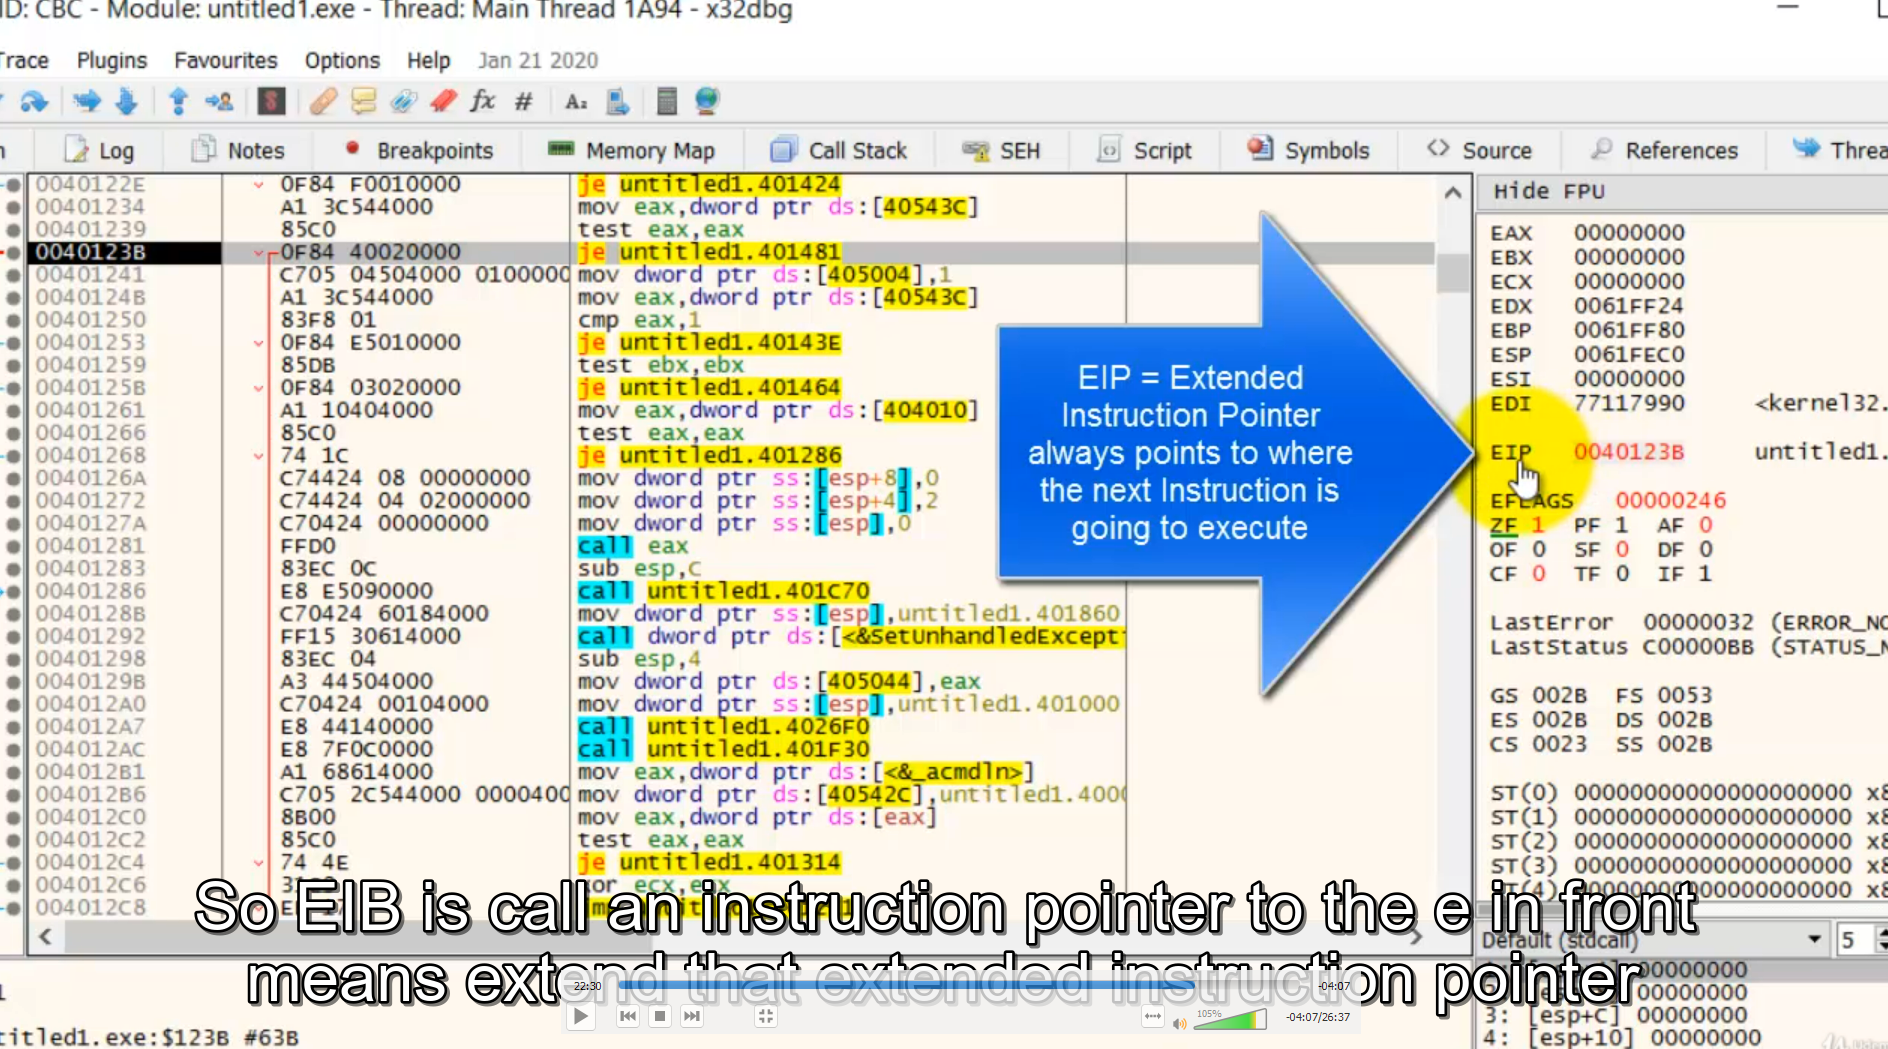 ID: CBC - Module: untitled1.exe - Thread: Main Thread 1A94 - x32dbg
Trace Plugins Favourites Options Help Jan 21 2020
Log Notes Breakpoints Memory Map Call Stack SEH Script Symbols Source References
0040122E 0F84 F0010000 je untitled1.401424
00401234 A1 3C544000 mov eax,dword ptr ds:[40543C]
00401239 85C0 test eax,eax
0040123B 0F84 40020000 je untitled1.401481
00401241 C705 04504000 0100000 mov dword ptr ds:[405004],1
0040124B A1 3C544000 mov eax,dword ptr ds:[40543C]
00401250 83F8 01 cmp eax,1
00401253 0F84 E5010000 je untitled1.40143E
00401259 85DB test ebx,ebx
0040125B 0F84 03020000 je untitled1.401464
00401261 A1 10404000 mov eax,dword ptr ds:[404010]
00401266 85C0 test eax,eax
00401268 74 1C je untitled1.401286
0040126A C74424 08 00000000 mov dword ptr ss:[esp+8],0
00401272 C74424 04 02000000 mov dword ptr ss:[esp+4],2
0040127A C70424 00000000 mov dword ptr ss:[esp],0
00401281 FFD0 call eax
00401283 83EC 0C sub esp,C
00401286 E8 E5090000 call untitled1.401C70
0040128B C70424 60184000 mov dword ptr ss:[esp],untitled1.401860
00401292 FF15 30614000 call dword ptr ds:[<&SetUnhandledExcept
00401298 83EC 04 sub esp,4
0040129B A3 44504000 mov dword ptr ds:[405044],eax
004012A0 C70424 00104000 mov dword ptr ss:[esp],untitled1.401000
004012A7 E8 44140000 call untitled1.4026F0
004012AC E8 7F0C0000 call untitled1.401F30
004012B1 A1 68614000 mov eax,dword ptr ds:[<&_acmdln>]
004012B6 C705 2C544000 0000400 mov dword ptr ds:[40542C],untitled1.400
004012C0 8B00 mov eax,dword ptr ds:[eax]
004012C2 85C0 test eax,eax
004012C4 74 4E je untitled1.401314
004012C6 xor ecx,ecx
004012C8
EIP = Extended
Instruction Pointer
always points to where
the next Instruction is
going to execute
Hide FPU
EAX 00000000
EBX 00000000
ECX 00000000
EDX 0061FF24
EBP 0061FF80
ESP 0061FEC0
ESI 00000000
EDI 77117990 <kernel32.
EIP 0040123B untitled1.
EFLAGS 00000246
ZF 1 PF 1 AF 0
OF 0 SF 0 DF 0
CF 0 TF 0 IF 1
LastError 00000032 (ERROR_NO
LastStatus C00000BB (STATUS_N
GS 002B FS 0053
ES 002B DS 002B
CS 0023 SS 002B
ST(0) 00000000000000000000 x8
ST(1) 00000000000000000000 x8
ST(2) 00000000000000000000 x8
ST(3) 00000000000000000000 x8
ST(4) 00000000000000000000 x8
Default (stdcall) 5
00000000
00000000
3: [esp+C] 00000000
4: [esp+10] 00000000
So EIB is call an instruction pointer to the e in front
means extend that extended instruction pointer
22:30 -04:07
105% -04:07/26:37
titled1.exe:$123B #63B